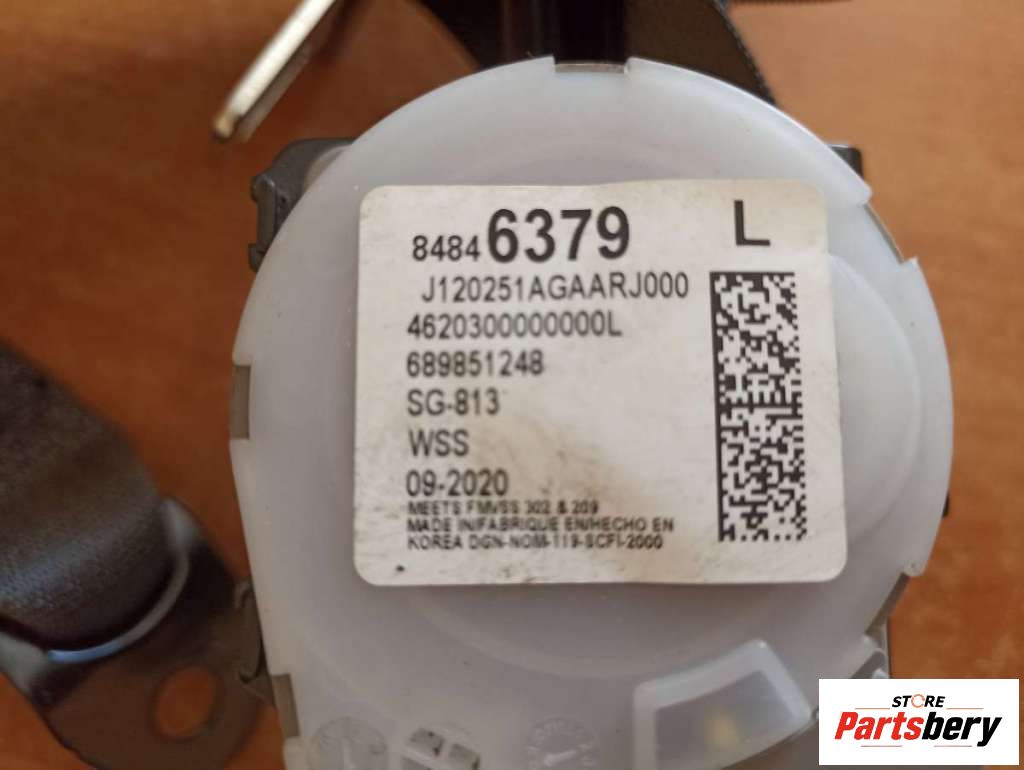 8484 6379 L
J120251AGAARJ000
4620300000000L
689851248
SG-813
WSS
09-2020
MEETS FMVSS 302 & 209
MADE IN/FABRIQUE EN/HECHO EN
KOREA DGN-NOM-119-SCFI-2000
STORE
Partsbery